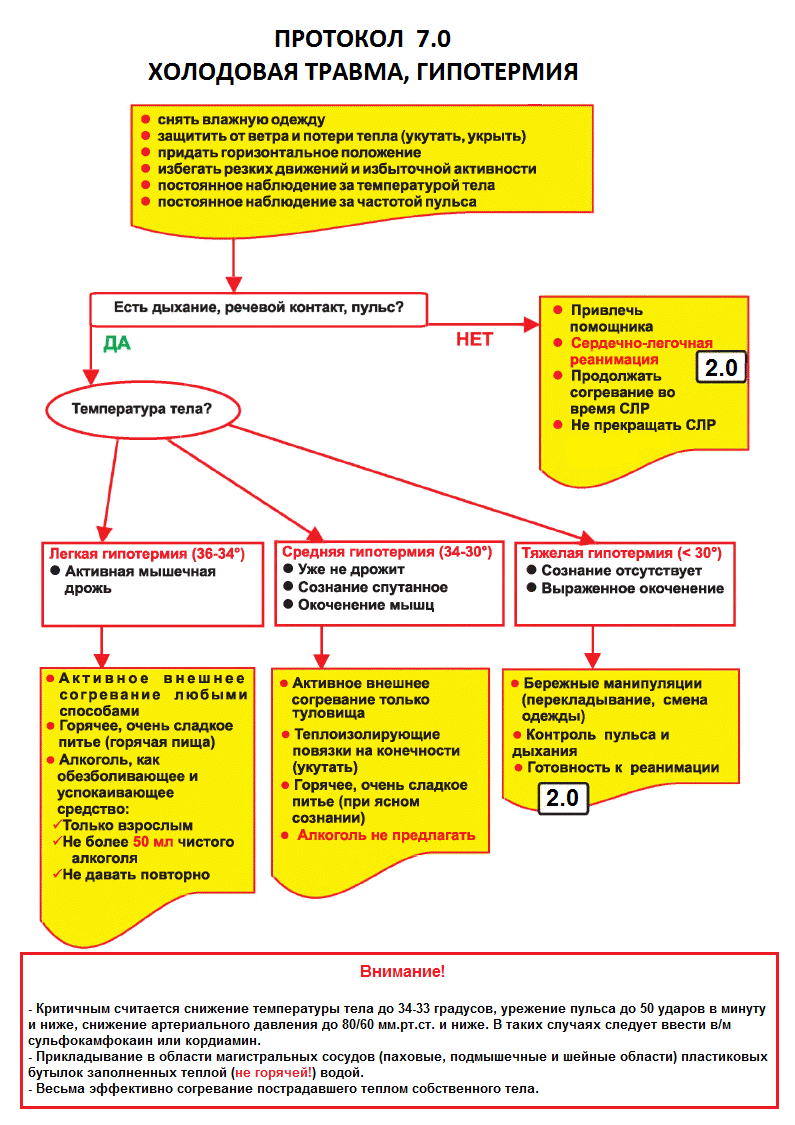 ПРОТОКОЛ 7.0
ХОЛОДОВАЯ ТРАВМА, ГИПОТЕРМИЯ
снять влажную одежду
защитить от ветра и потери тепла (укутать, укрыть)
придать горизонтальное положение
избегать резких движений и избыточной активности
постоянное наблюдение за температурой тела
постоянное наблюдение за частотой пульса
Есть дыхание, речевой контакт, пульс?
ДА
НЕТ
Привлечь
помощника
Сердечно-легочная
реанимация
2.0
Продолжать
согревание во
время СЛР
Не прекращать СЛР
Температура тела?
Легкая гипотермия (36-34°)
Активная мышечная
дрожь
Средняя гипотермия (34-30°)
Уже не дрожит
Сознание спутанное
Окоченение мышц
Тяжелая гипотермия (< 30°)
Сознание отсутствует
Выраженное окоченение
Активное внешнее
согревание любыми
способами
Горячее, очень сладкое
питье (горячая пища)
Алкоголь, как
обезболивающее и
успокаивающее
средство:
✓Только взрослым
✓Не более 50 мл чистого
алкоголя
✓Не давать повторно
Активное внешнее
согревание только
туловища
Теплоизолирующие
повязки на конечности
(укутать)
Горячее, очень сладкое
питье (при ясном
сознании)
Алкоголь не предлагать
Бережные манипуляции
(перекладывание, смена
одежды)
Контроль пульса и
дыхания
Готовность к реанимации
2.0
Внимание!
- Критичным считается снижение температуры тела до 34-33 градусов, урежение пульса до 50 ударов в минуту
и ниже, снижение артериального давления до 80/60 мм.рт.ст. и ниже. В таких случаях следует ввести в/м
сульфокамфокаин или кордиамин.
- Прикладывание в области магистральных сосудов (паховые, подмышечные и шейные области) пластиковых
бутылок заполненных теплой (не горячей!) водой.
- Весьма эффективно согревание пострадавшего теплом собственного тела.